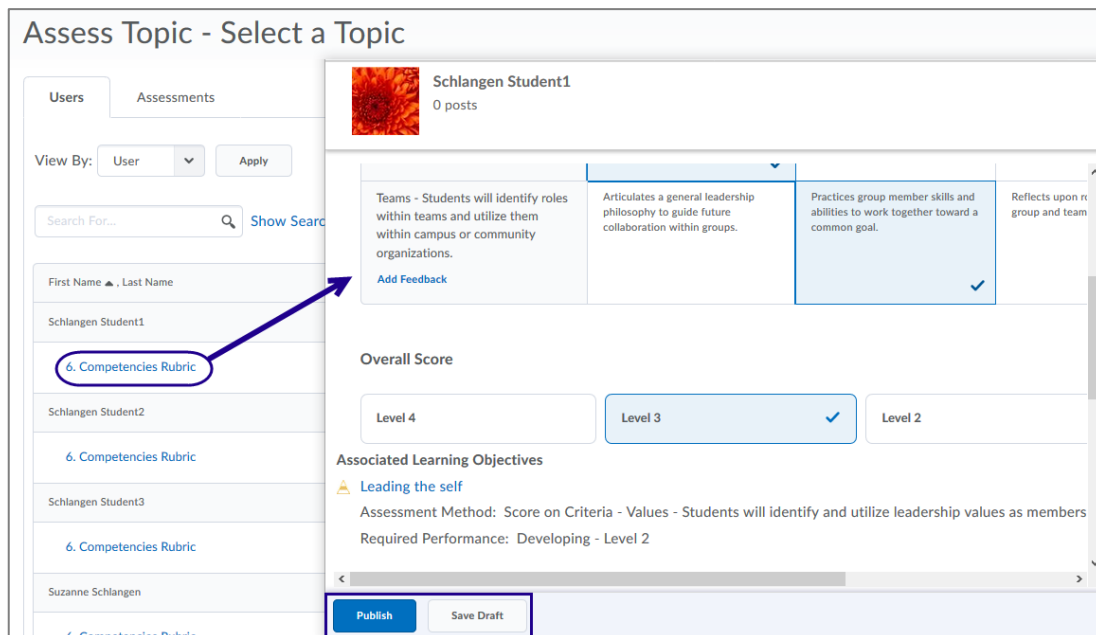 Assess Topic - Select a Topic
Users
Assessments
View By:
User
Apply
Search For...
Show Searc
First Name , Last Name
Schlangen Student1
6. Competencies Rubric
Schlangen Student2
6. Competencies Rubric
Schlangen Student3
6. Competencies Rubric
Suzanne Schlangen
6. Competencies Rubric
Schlangen Student1
0 posts
Teams - Students will identify roles
within teams and utilize them
within campus or community
organizations.
Add Feedback
Articulates a general leadership
philosophy to guide future
collaboration within groups.
Practices group member skills and
abilities to work together toward a
common goal.
Reflects upon ro
group and team
Overall Score
Level 4
Level 3
Level 2
Associated Learning Objectives
Leading the self
Assessment Method: Score on Criteria - Values - Students will identify and utilize leadership values as members
Required Performance: Developing - Level 2
Publish
Save Draft